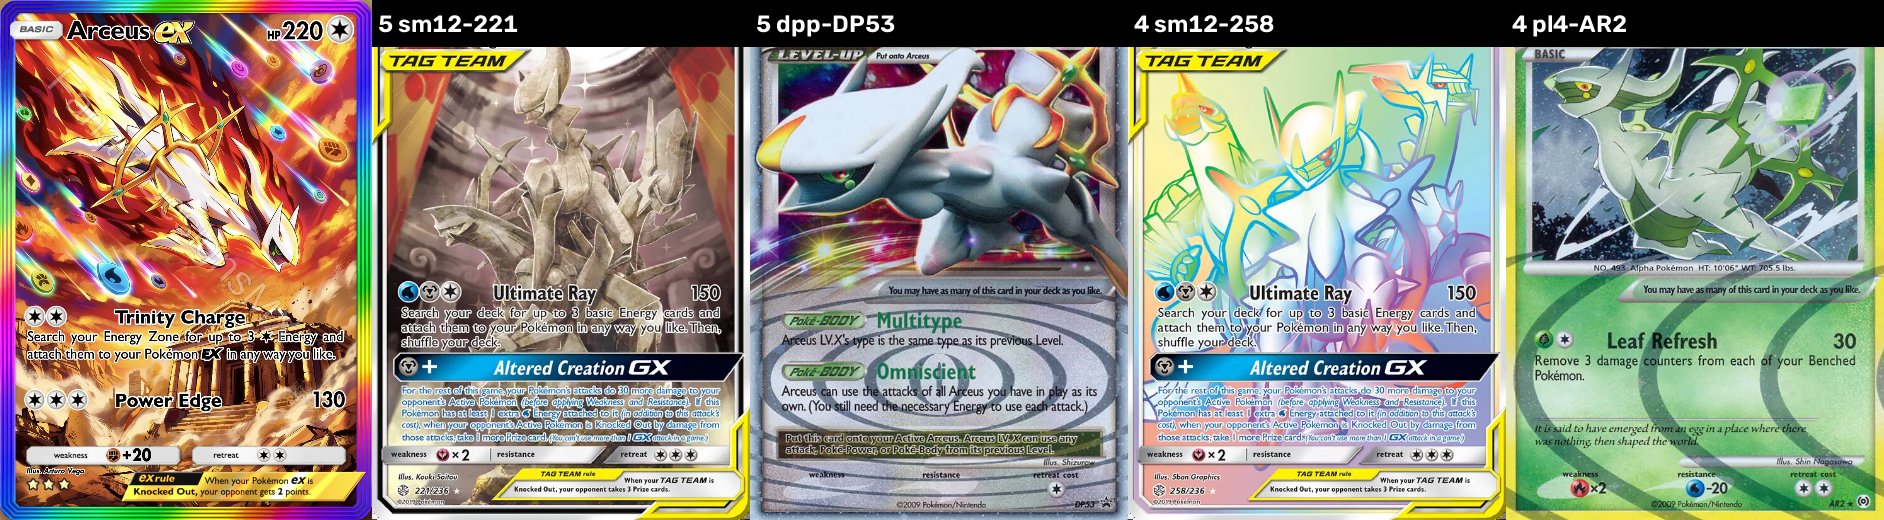 BASIC Arceus ex HP 220
Trinity Charge
Search your Energy Zone for up to 3 Energy and
attach them to your Pokémon ex in any way you like.
Power Edge 130
weakness +20 retreat
Illus. Arturo Vega
ex rule When your Pokémon ex is
Knocked Out, your opponent gets 2 points.
5 sm12-221
TAG TEAM
Ultimate Ray 150
Search your deck for up to 3 basic Energy cards and
attach them to your Pokémon in any way you like. Then,
shuffle your deck.
+ Altered Creation GX
For the rest of this game, your Pokémon's attacks do 30 more damage to your
opponent's Active Pokémon (before applying Weakness and Resistance). If this
Pokémon has at least 1 extra Energy attached to it (in addition to this attack's
cost), when your opponent's Active Pokémon is Knocked Out by damage from
those attacks, take 1 more Prize card. (You can't use more than 1 GX attack in a game.)
weakness ×2 resistance retreat
Illus. Kouki Saitou
TAG TEAM rule When your TAG TEAM is
Knocked Out, your opponent takes 3 Prize cards.
221/236
©2019 Pokémon
5 dpp-DP53
LEVEL-UP Put onto Arceus
You may have as many of this card in your deck as you like.
Poké-BODY Multitype
Arceus LV.X's type is the same type as its previous Level.
Poké-BODY Omniscient
Arceus can use the attacks of all Arceus you have in play as its
own. (You still need the necessary Energy to use each attack.)
Put this card onto your Active Arceus. Arceus LV.X can use any
attack, Poké-Power, or Poké-Body from its previous Level.
Illus. Shizurow
weakness resistance retreat cost
©2009 Pokémon/Nintendo DP53
4 sm12-258
TAG TEAM
Ultimate Ray 150
Search your deck for up to 3 basic Energy cards and
attach them to your Pokémon in any way you like. Then,
shuffle your deck.
+ Altered Creation GX
For the rest of this game, your Pokémon's attacks do 30 more damage to your
opponent's Active Pokémon (before applying Weakness and Resistance). If this
Pokémon has at least 1 extra Energy attached to it (in addition to this attack's
cost), when your opponent's Active Pokémon is Knocked Out by damage from
those attacks, take 1 more Prize card. (You can't use more than 1 GX attack in a game.)
weakness ×2 resistance retreat
Illus. 5ban Graphics
TAG TEAM rule When your TAG TEAM is
Knocked Out, your opponent takes 3 Prize cards.
258/236
©2019 Pokémon
4 pl4-AR2
BASIC
NO. 493 Alpha Pokémon HT: 10'06" WT: 705.5 lbs.
You may have as many of this card in your deck as you like.
Leaf Refresh 30
Remove 3 damage counters from each of your Benched
Pokémon.
It is said to have emerged from an egg in a place where there
was nothing, then shaped the world.
Illus. Shin Nagasawa
weakness resistance retreat cost
×2 -20
©2009 Pokémon/Nintendo AR2